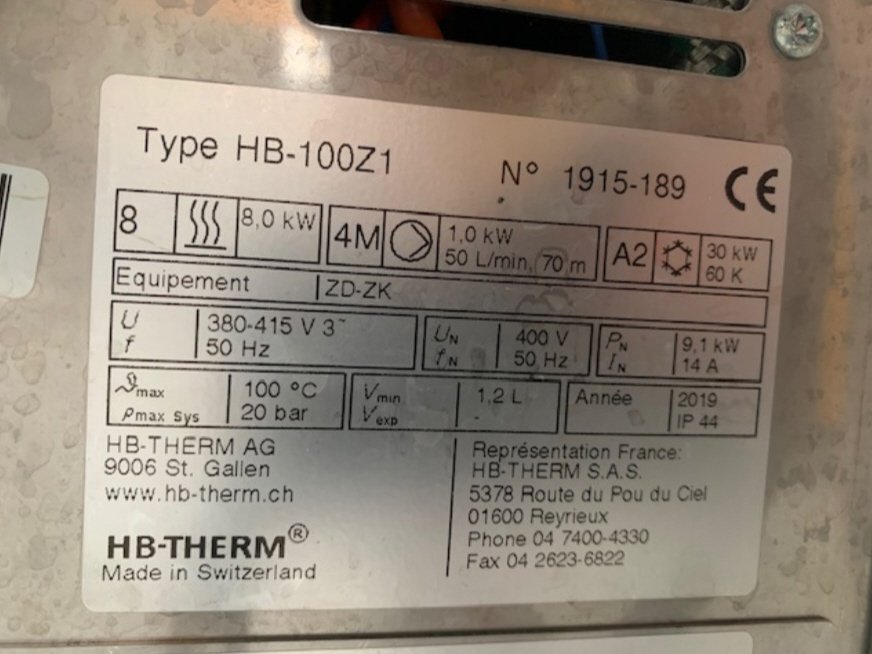 Type HB-100Z1 N° 1915-189 CE
8 8,0 kW 4M 1,0 kW A2 30 kW
50 L/min, 70 m 60 K
Equipement ZD-ZK
U 380-415 V 3~ UN 400 V PN 9,1 kW
f 50 Hz fN 50 Hz IN 14 A
ϑmax 100 °C Vmin 1,2 L Année 2019
pmax Sys 20 bar Vexp - IP 44
HB-THERM AG
9006 St. Gallen
www.hb-therm.ch
HB-THERM®
Made in Switzerland
Représentation France:
HB-THERM S.A.S.
5378 Route du Pou du Ciel
01600 Reyrieux
Phone 04 7400-4330
Fax 04 2623-6822